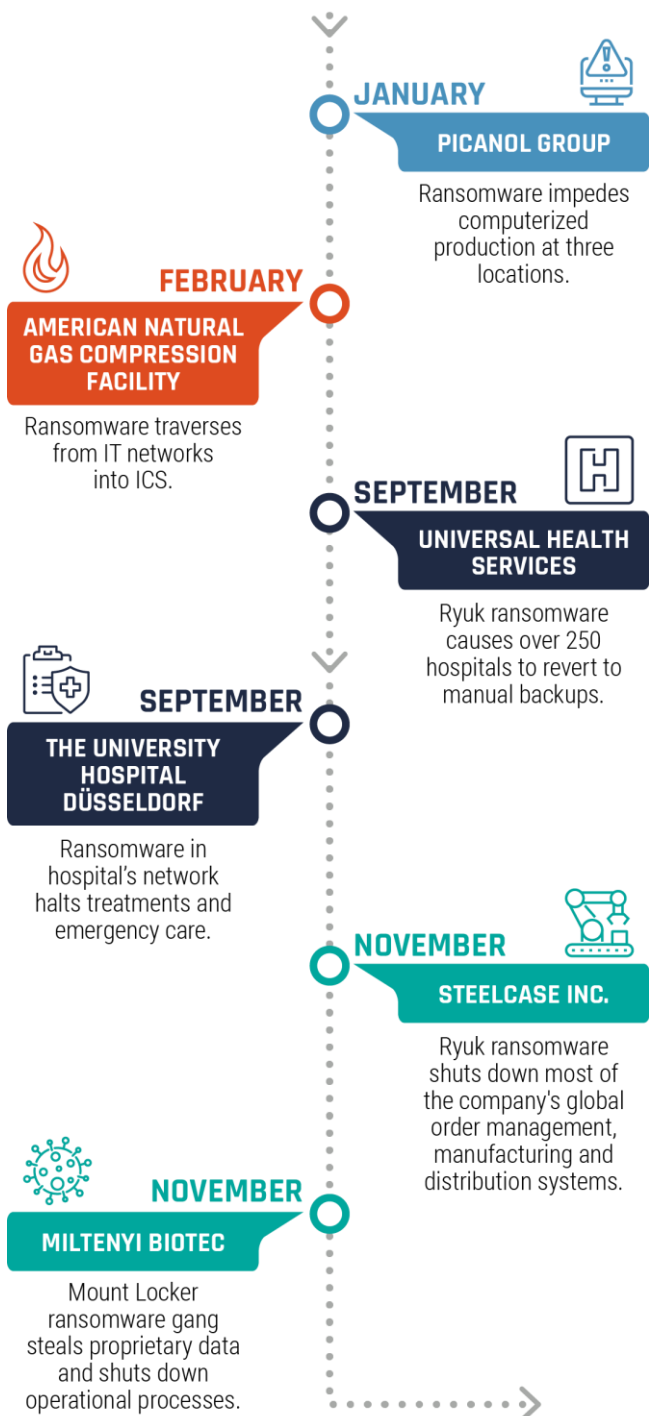 JANUARY
PICANOL GROUP
Ransomware impedes
computerized
production at three
locations.
FEBRUARY
AMERICAN NATURAL
GAS COMPRESSION
FACILITY
Ransomware traverses
from IT networks
into ICS.
SEPTEMBER
H
UNIVERSAL HEALTH
SERVICES
Ryuk ransomware
causes over 250
hospitals to revert to
manual backups.
SEPTEMBER
THE UNIVERSITY
HOSPITAL
DÜSSELDORF
Ransomware in
hospital's network
halts treatments and
emergency care.
NOVEMBER
STEELCASE INC.
Ryuk ransomware
shuts down most of
the company's global
order management,
manufacturing and
distribution systems.
NOVEMBER
MILTENYI BIOTEC
Mount Locker
ransomware gang
steals proprietary data
and shuts down
operational processes.